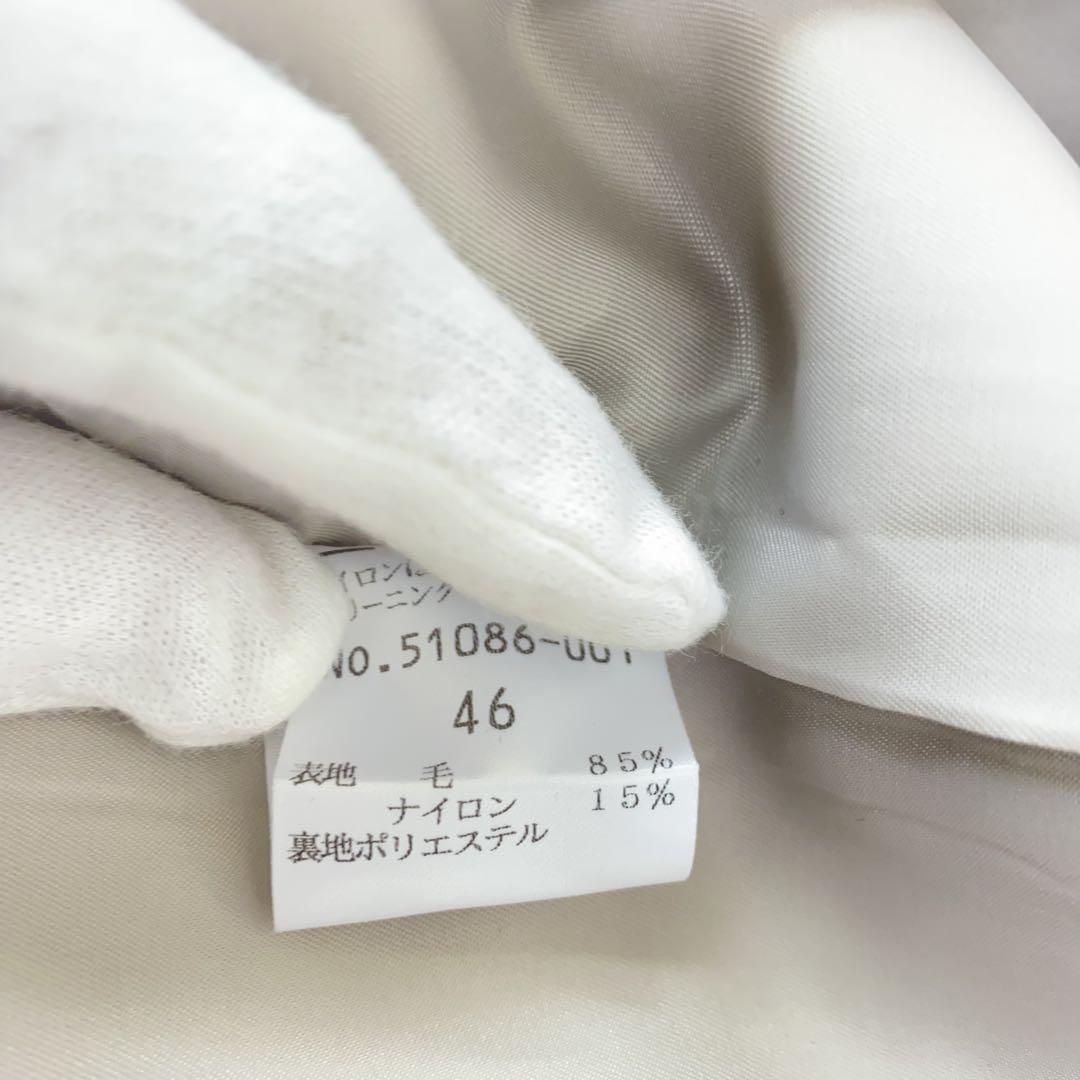 イロンに
リーニング
No.51086-001
46
表地 毛 85%
ナイロン 15%
裏地ポリエステル